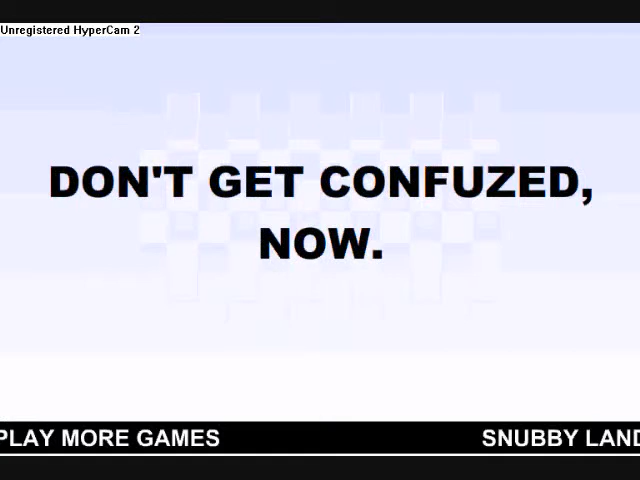 Unregistered HyperCam 2
DON'T GET CONFUZED,
NOW.
PLAY MORE GAMES
SNUBBY LAND